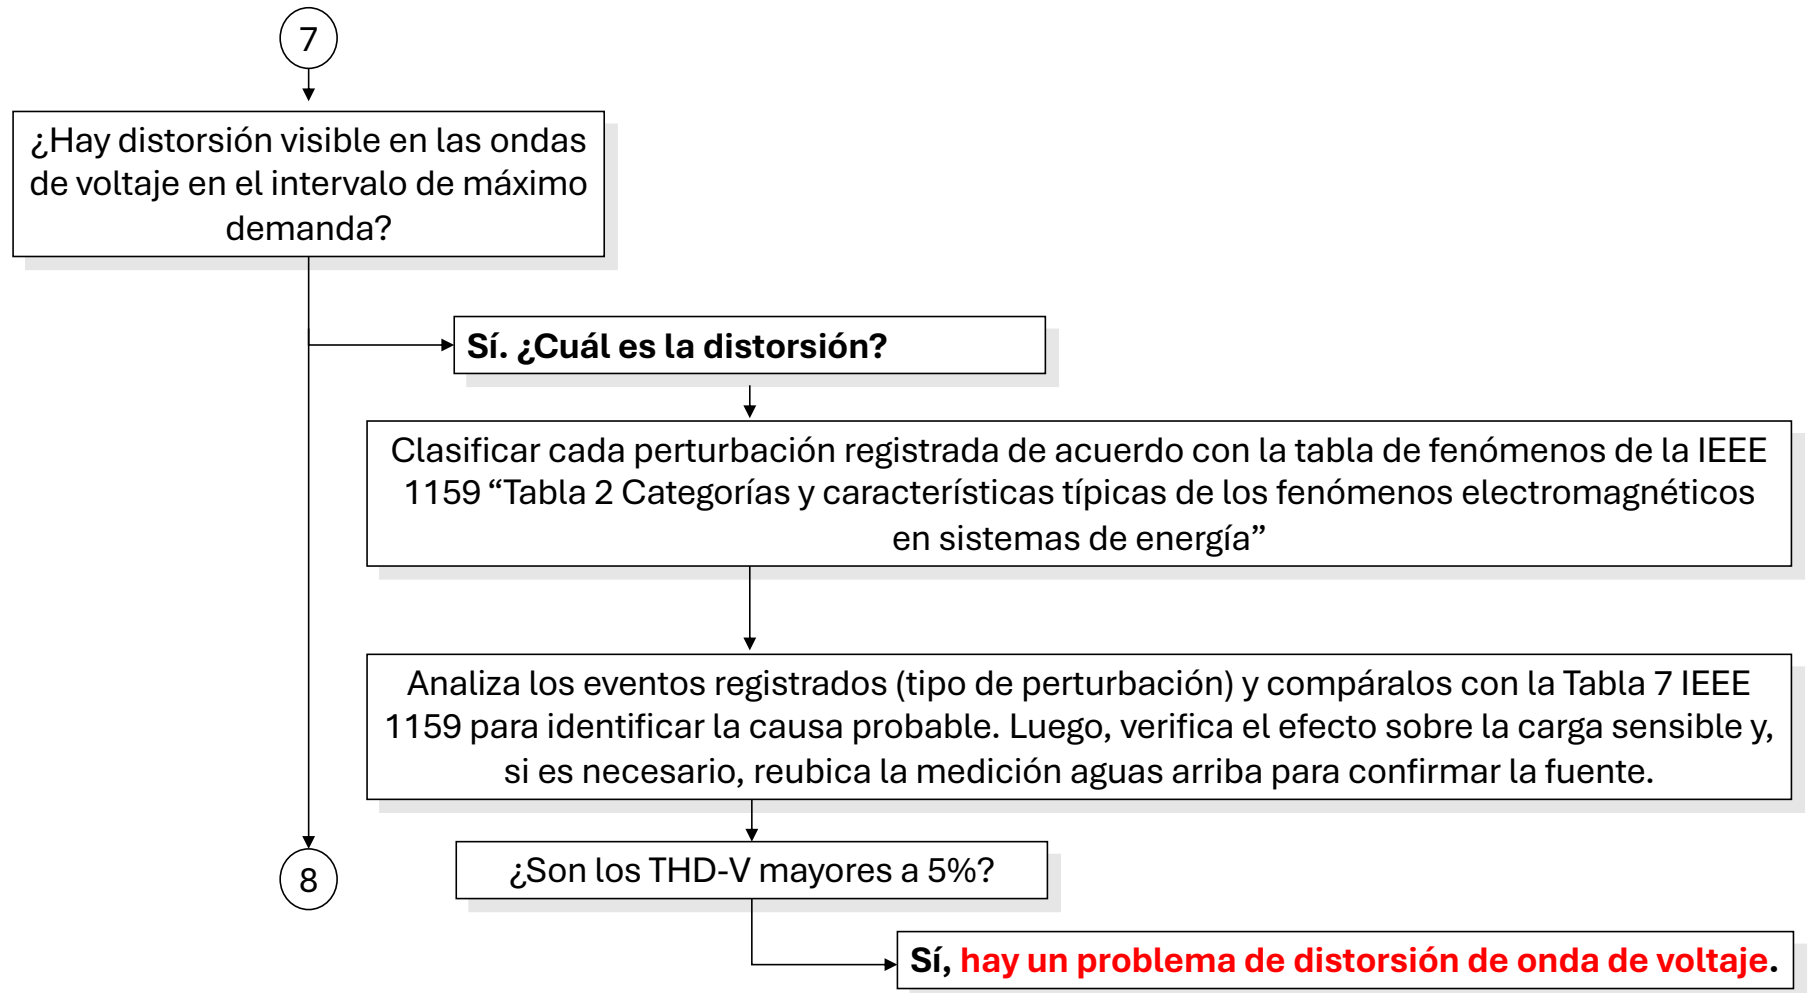 7
¿Hay distorsión visible en las ondas
de voltaje en el intervalo de máximo
demanda?
Sí. ¿Cuál es la distorsión?
Clasificar cada perturbación registrada de acuerdo con la tabla de fenómenos de la IEEE
1159 “Tabla 2 Categorías y características típicas de los fenómenos electromagnéticos
en sistemas de energía”
Analiza los eventos registrados (tipo de perturbación) y compáralos con la Tabla 7 IEEE
1159 para identificar la causa probable. Luego, verifica el efecto sobre la carga sensible y,
si es necesario, reubica la medición aguas arriba para confirmar la fuente.
8
¿Son los THD-V mayores a 5%?
Sí, hay un problema de distorsión de onda de voltaje.